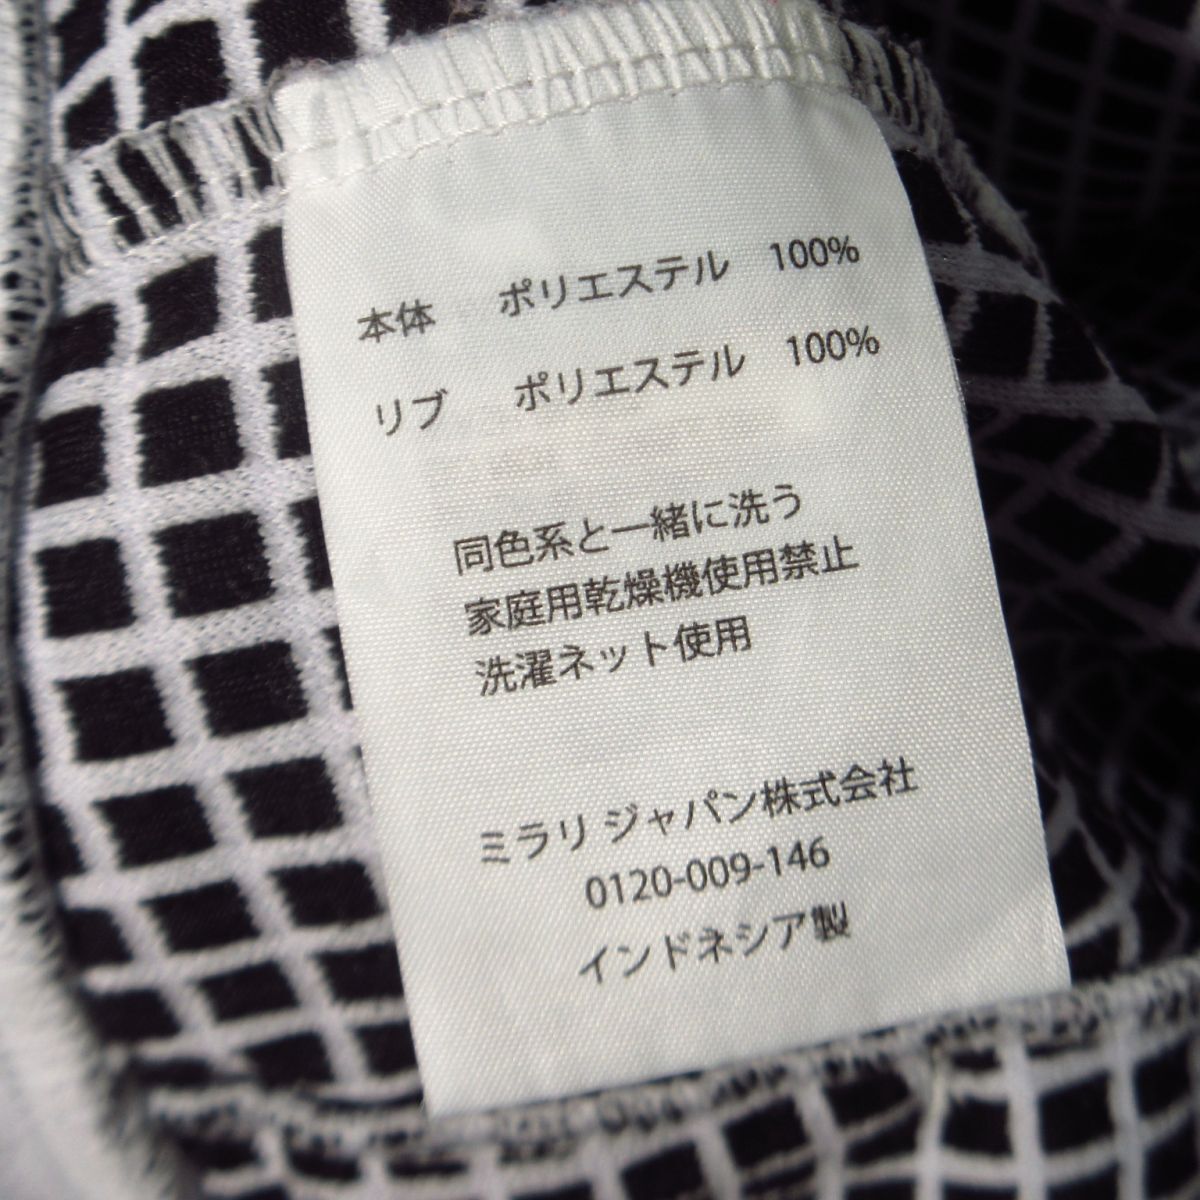 本体 ポリエステル 100%
リブ ポリエステル 100%
同色系と一緒に洗う
家庭用乾燥機使用禁止
洗濯ネット使用
ミラリ ジャパン株式会社
0120-009-146
インドネシア製